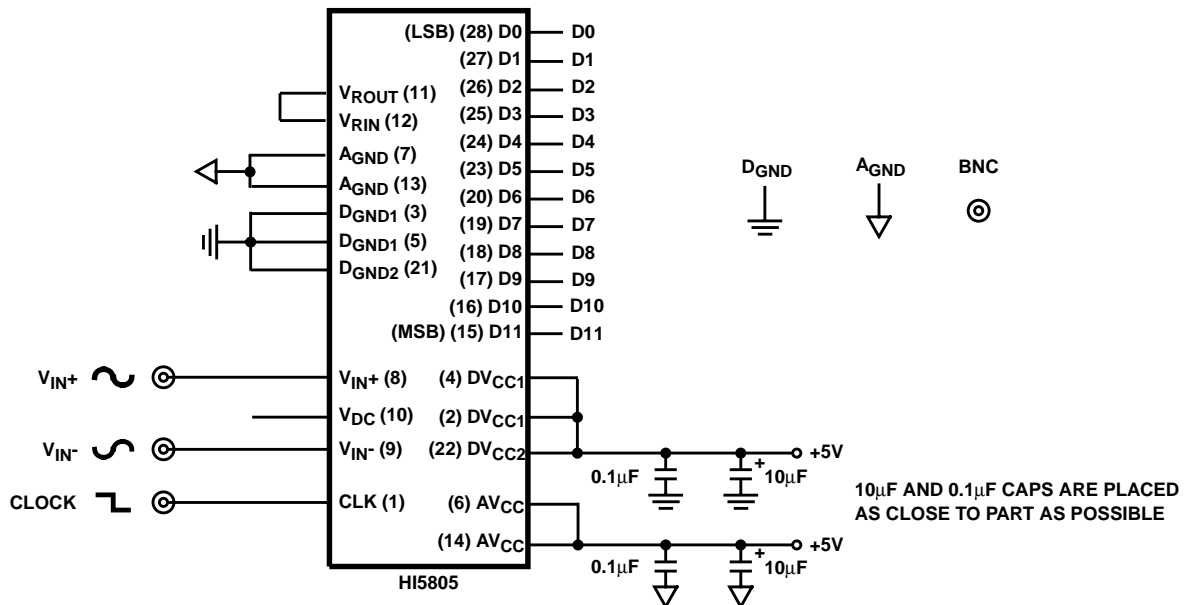 (LSB) (28) D0 D0
(27) D1 D1
(26) D2 D2
(25) D3 D3
(24) D4 D4
(23) D5 D5
(20) D6 D6
(19) D7 D7
(18) D8 D8
(17) D9 D9
(16) D10 D10
(MSB) (15) D11 D11
VROUT (11)
VRIN (12)
AGND (7)
AGND (13)
DGND1 (3)
DGND1 (5)
DGND2 (21)
VIN+ VIN+ (8)
VDC (10)
VIN- VIN- (9)
CLOCK CLK (1)
(4) DVCC1
(2) DVCC1
(22) DVCC2
(6) AVCC
(14) AVCC
HI5805
+5V
0.1µF + 10µF
+5V
0.1µF + 10µF
DGND AGND BNC
10µF AND 0.1µF CAPS ARE PLACED
AS CLOSE TO PART AS POSSIBLE